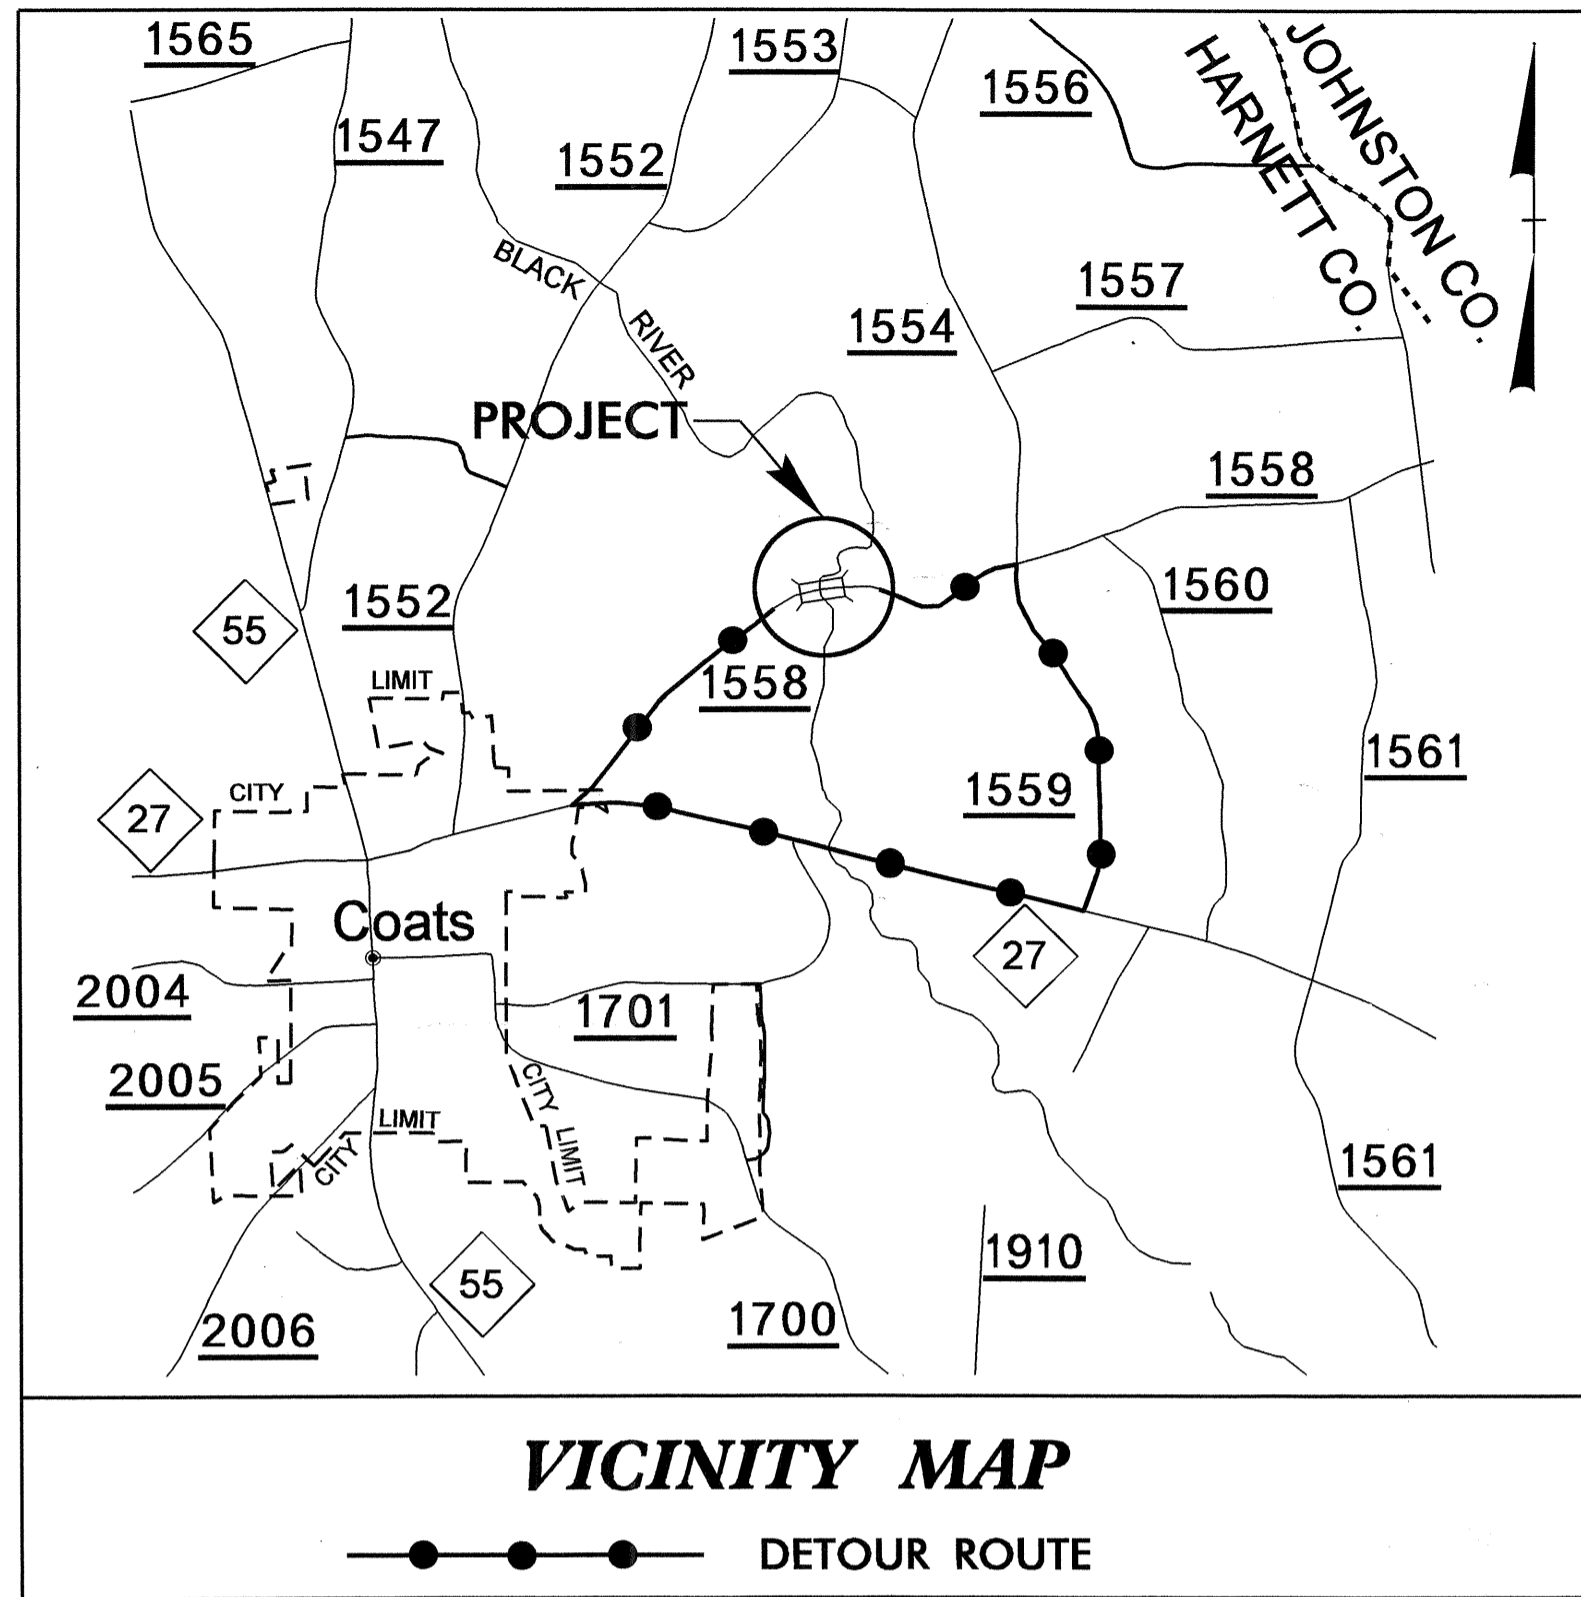 1565
1553
1556
JOHNSTON CO.
HARNETT CO.
1547
1552
BLACK
RIVER
1557
1554
PROJECT
1558
1552
55
1560
LIMIT
1558
CITY
27
1559
1561
Coats
27
2004
1701
2005
CITY LIMIT
CITY LIMIT
1561
1910
55
2006
1700
VICINITY MAP
DETOUR ROUTE